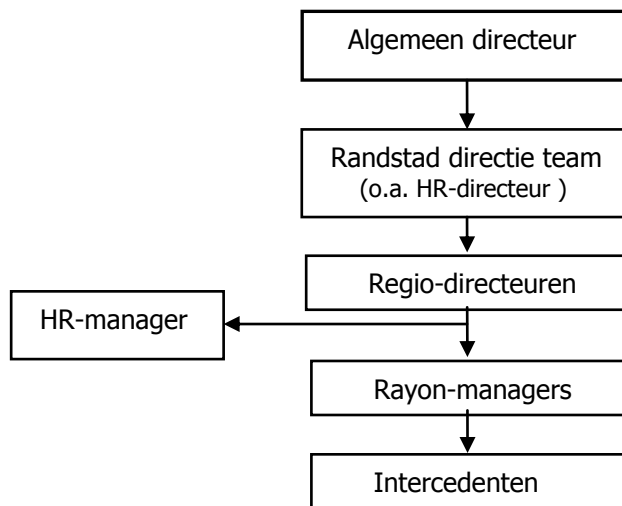 Algemeen directeur
Randstad directie team
(o.a. HR-directeur )
Regio-directeuren
HR-manager
Rayon-managers
Intercedenten